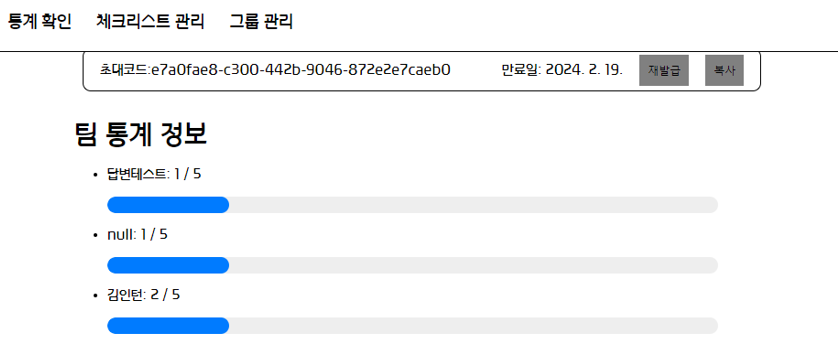 통계 확인 체크리스트 관리 그룹 관리
초대코드:e7a0fae8-c300-442b-9046-872e2e7caeb0 만료일: 2024. 2. 19. 재발급 복사
팀 통계 정보
답변테스트: 1 / 5
null: 1 / 5
김인턴: 2 / 5